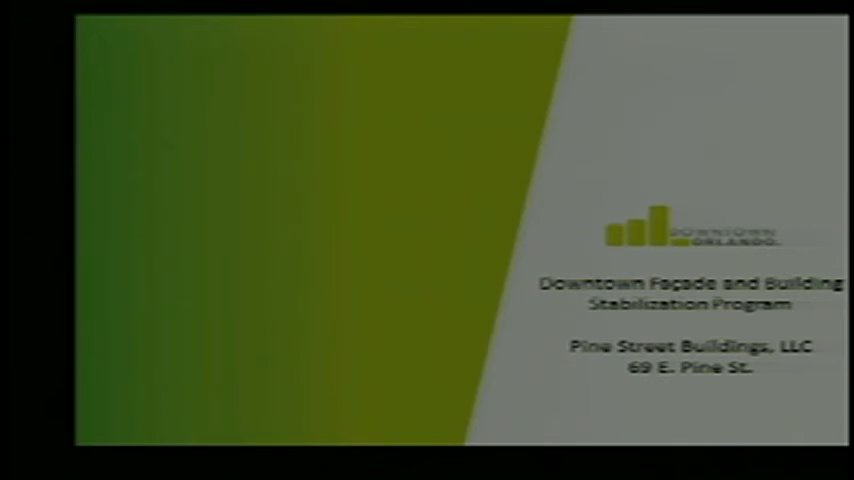 DOWNTOWN
ORLANDO.
Downtown Façade and Building
Stabilization Program
Pine Street Buildings, LLC
69 E. Pine St.